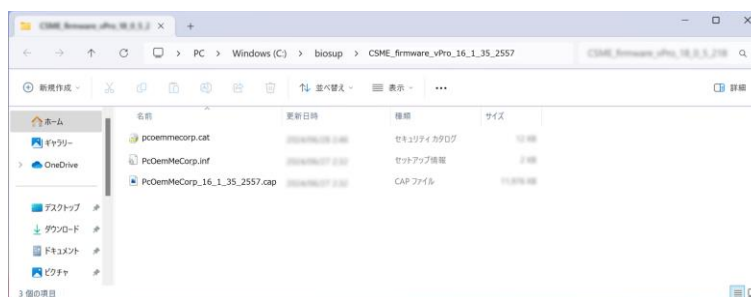 PC > Windows (C:) > biosup > CSME_firmware_vPro_16_1_35_2557
新規作成
並べ替え
表示
詳細
名前 更新日時 種類 サイズ
ホーム
ギャラリー
OneDrive
デスクトップ
ダウンロード
ドキュメント
ピクチャ
pcoemmecorp.cat セキュリティ カタログ
PcOemMeCorp.inf セットアップ情報
PcOemMeCorp_16_1_35_2557.cap CAP ファイル
3 個の項目